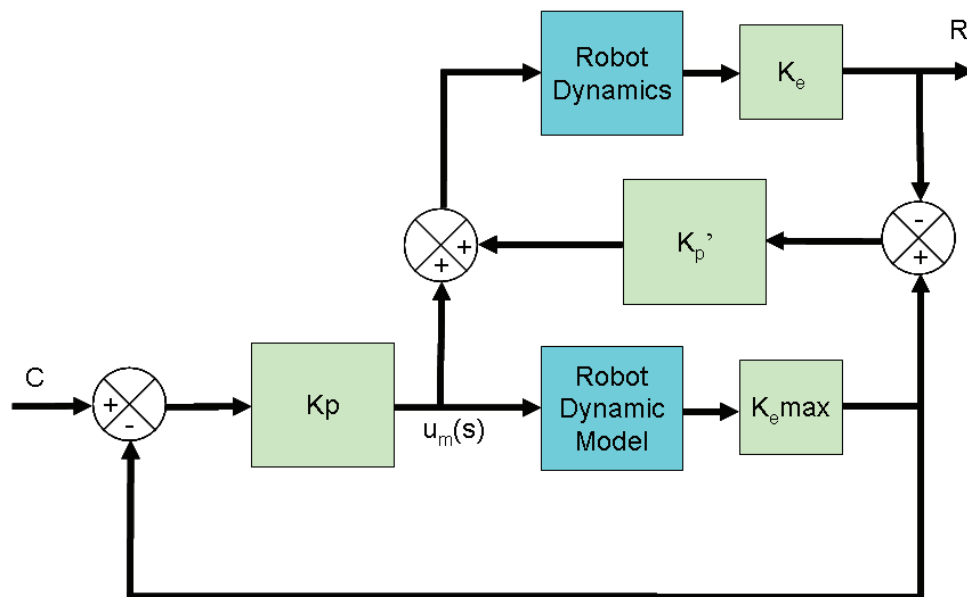 R
Robot
Dynamics
Ke
-
+
+
+
Kp’
C
+
-
Kp
um(s)
Robot
Dynamic
Model
Kemax